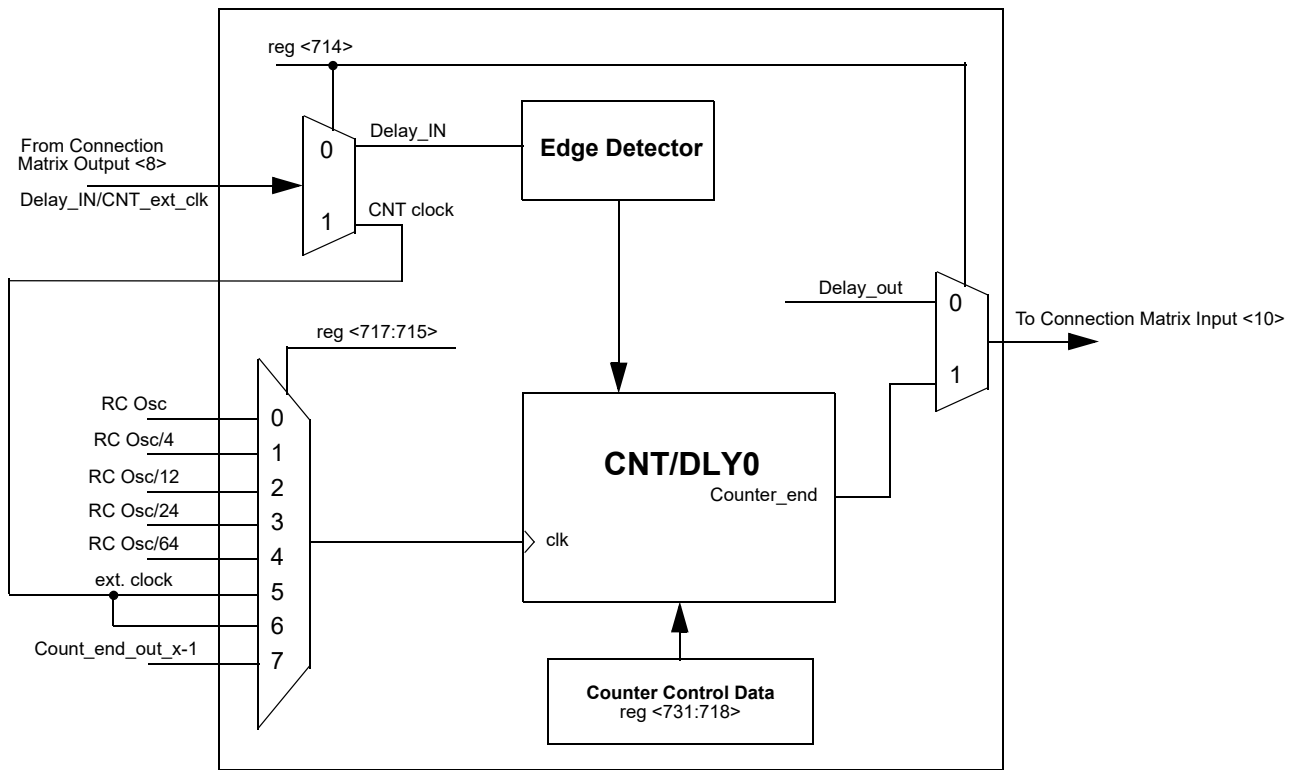 reg <714>
From Connection
Matrix Output <8>
Delay_IN/CNT_ext_clk
0
1
Delay_IN
CNT clock
Edge Detector
Delay_out
0
1
To Connection Matrix Input <10>
reg <717:715>
RC Osc
RC Osc/4
RC Osc/12
RC Osc/24
RC Osc/64
ext. clock
Count_end_out_x-1
0
1
2
3
4
5
6
7
CNT/DLY0
Counter_end
clk
Counter Control Data
reg <731:718>